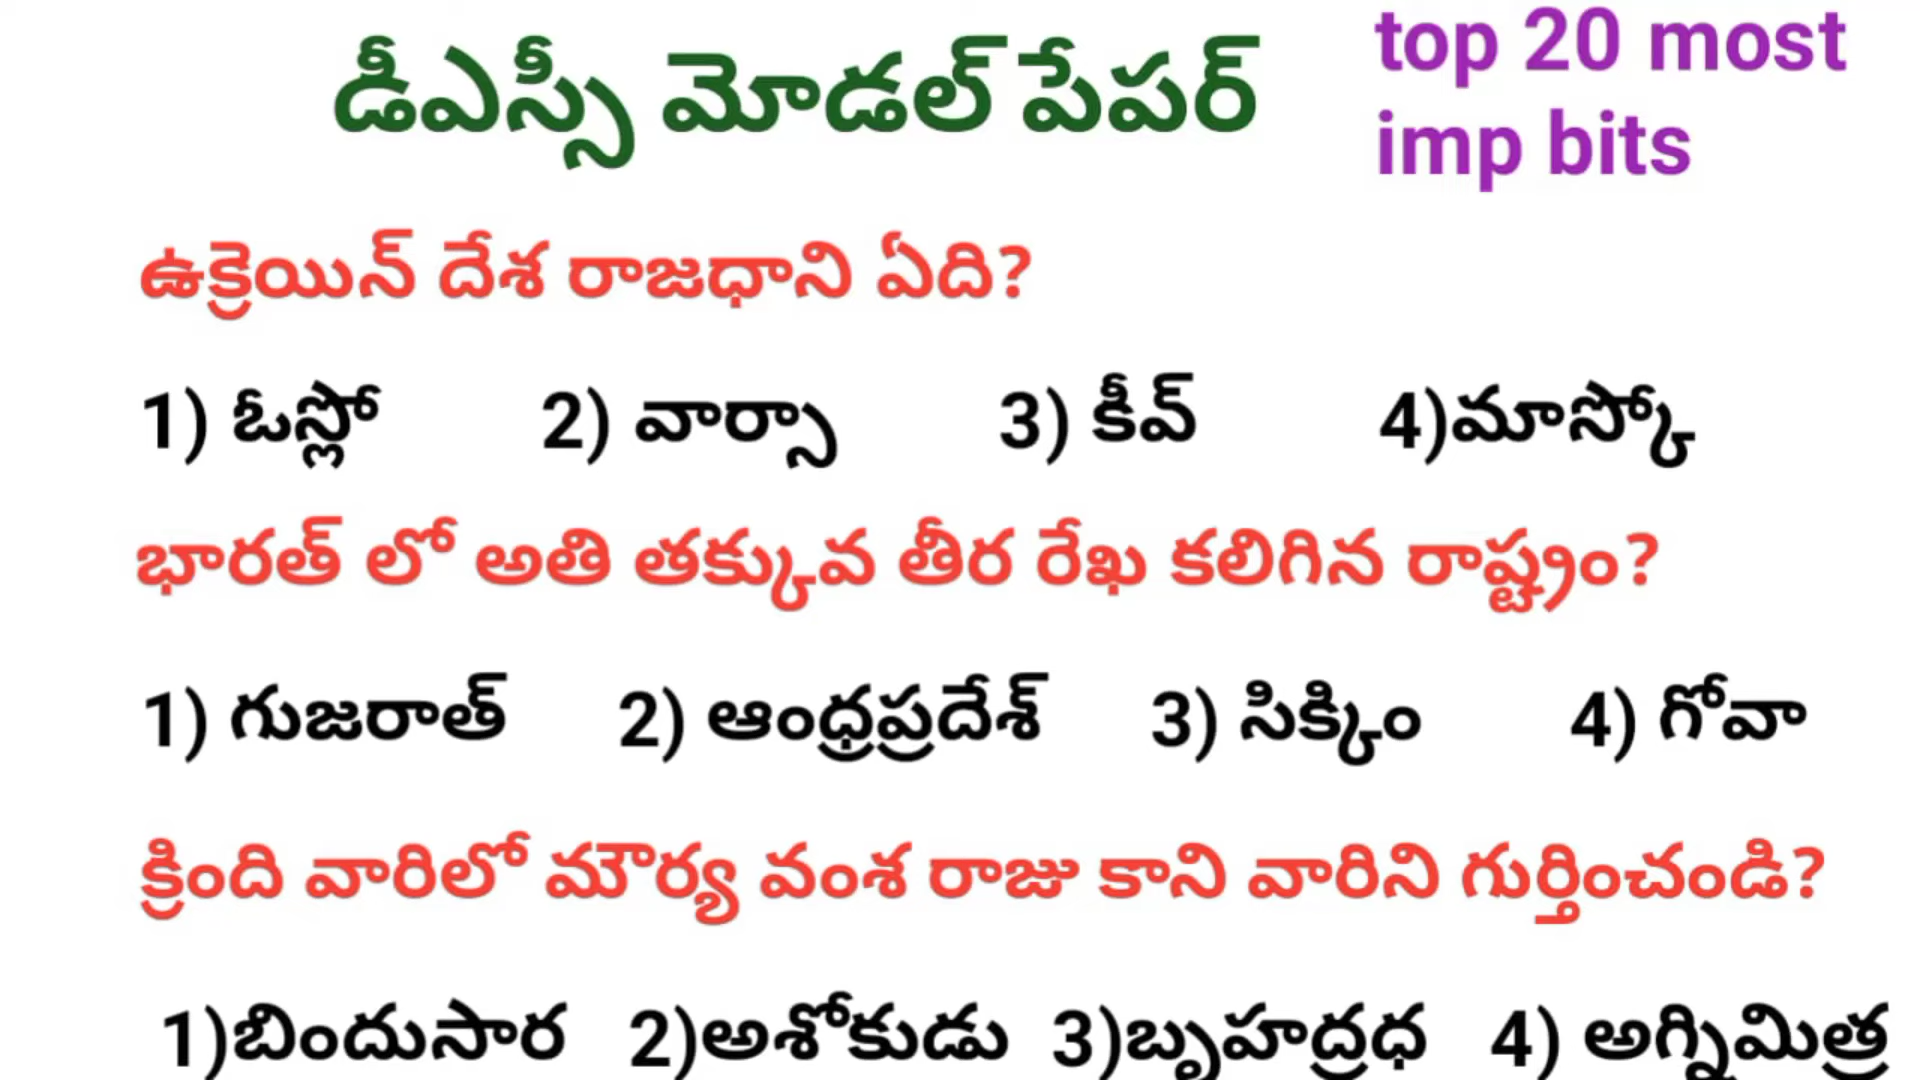 డీఎస్సీ మోడల్ పేపర్
top 20 most
imp bits
ఉక్రెయిన్ దేశ రాజధాని ఏది?
1) ఓస్లో 2) వార్సా 3) కీవ్ 4)మాస్కో
భారత్ లో అతి తక్కువ తీర రేఖ కలిగిన రాష్ట్రం?
1) గుజరాత్ 2) ఆంధ్రప్రదేశ్ 3) సిక్కిం 4) గోవా
క్రింది వారిలో మౌర్య వంశ రాజు కాని వారిని గుర్తించండి?
1)బిందుసార 2)అశోకుడు 3)బృహద్రధ 4) అగ్నిమిత్ర